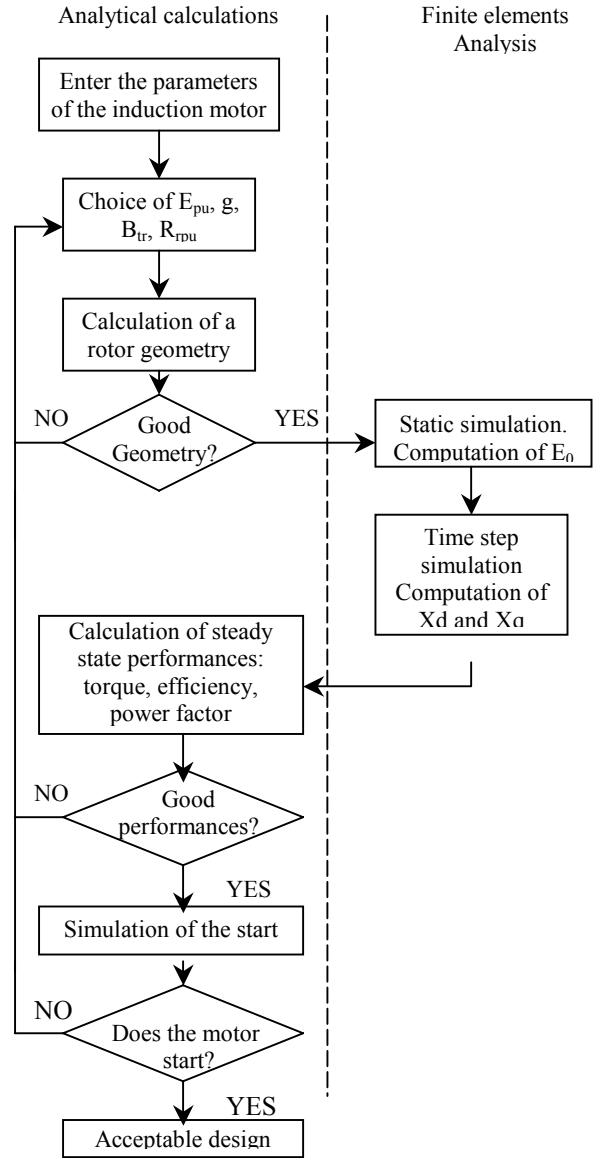 Analytical calculations
Finite elements
Analysis
Enter the parameters
of the induction motor
Choice of Epu, g,
Btr, Rrpu
Calculation of a
rotor geometry
NO
Good
Geometry?
YES
Static simulation.
Computation of E0
Time step
simulation
Computation of
Xd and Xq
Calculation of steady
state performances:
torque, efficiency,
power factor
NO
Good
performances?
YES
Simulation of the start
NO
Does the motor
start?
YES
Acceptable design